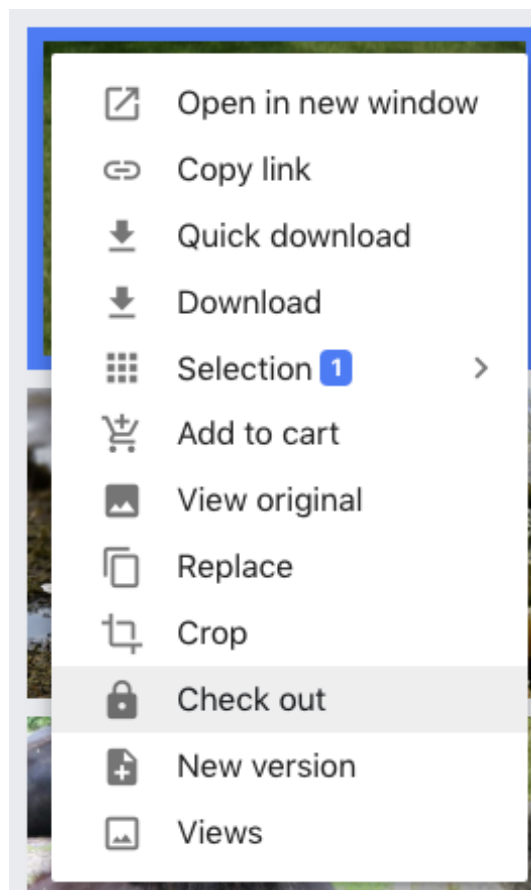 Open in new window
Copy link
Quick download
Download
Selection 1
Add to cart
View original
Replace
Crop
Check out
New version
Views